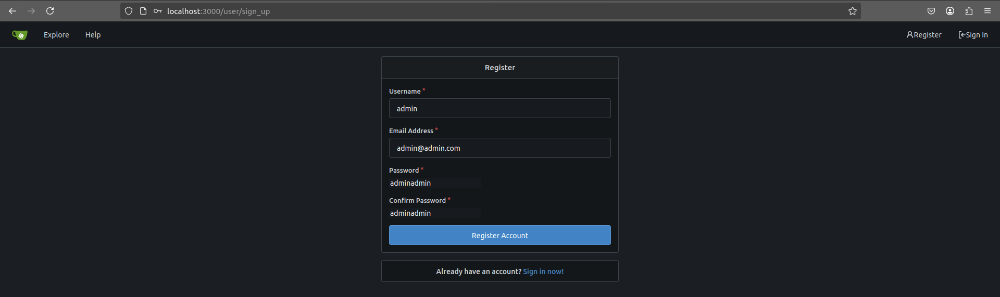 localhost:3000/user/sign_up
Explore Help Register Sign In
Register
Username *
admin
Email Address *
admin@admin.com
Password *
adminadmin
Confirm Password *
adminadmin
Register Account
Already have an account? Sign in now!